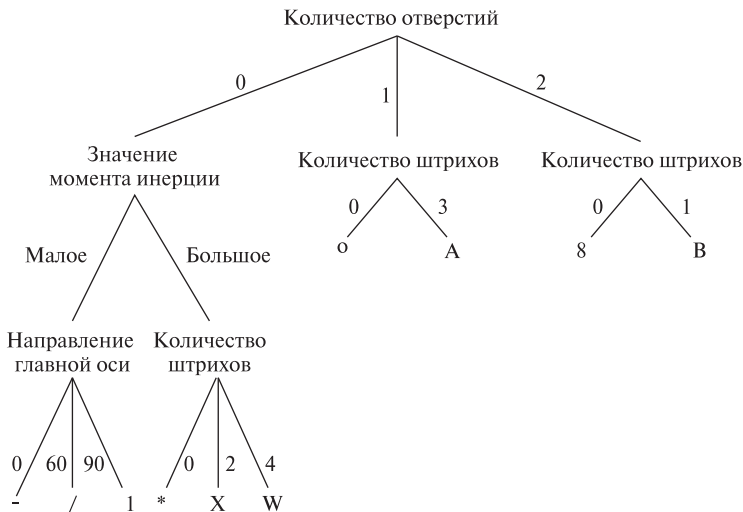 Количество отверстий
0
1
2
Значение
момента инерции
Количество штрихов
Количество штрихов
0
3
0
1
o
A
8
B
Малое
Большое
Направление
главной оси
Количество
штрихов
0
60
90
0
2
4
-
/
1
*
X
W